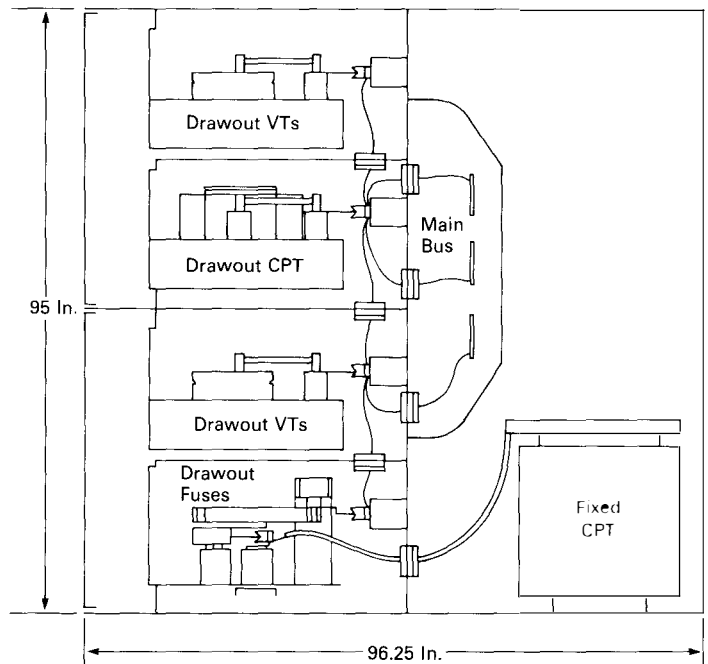 Drawout VTs
Drawout CPT
Main
Bus
95 In.
Drawout VTs
Drawout
Fuses
Fixed
CPT
96.25 In.